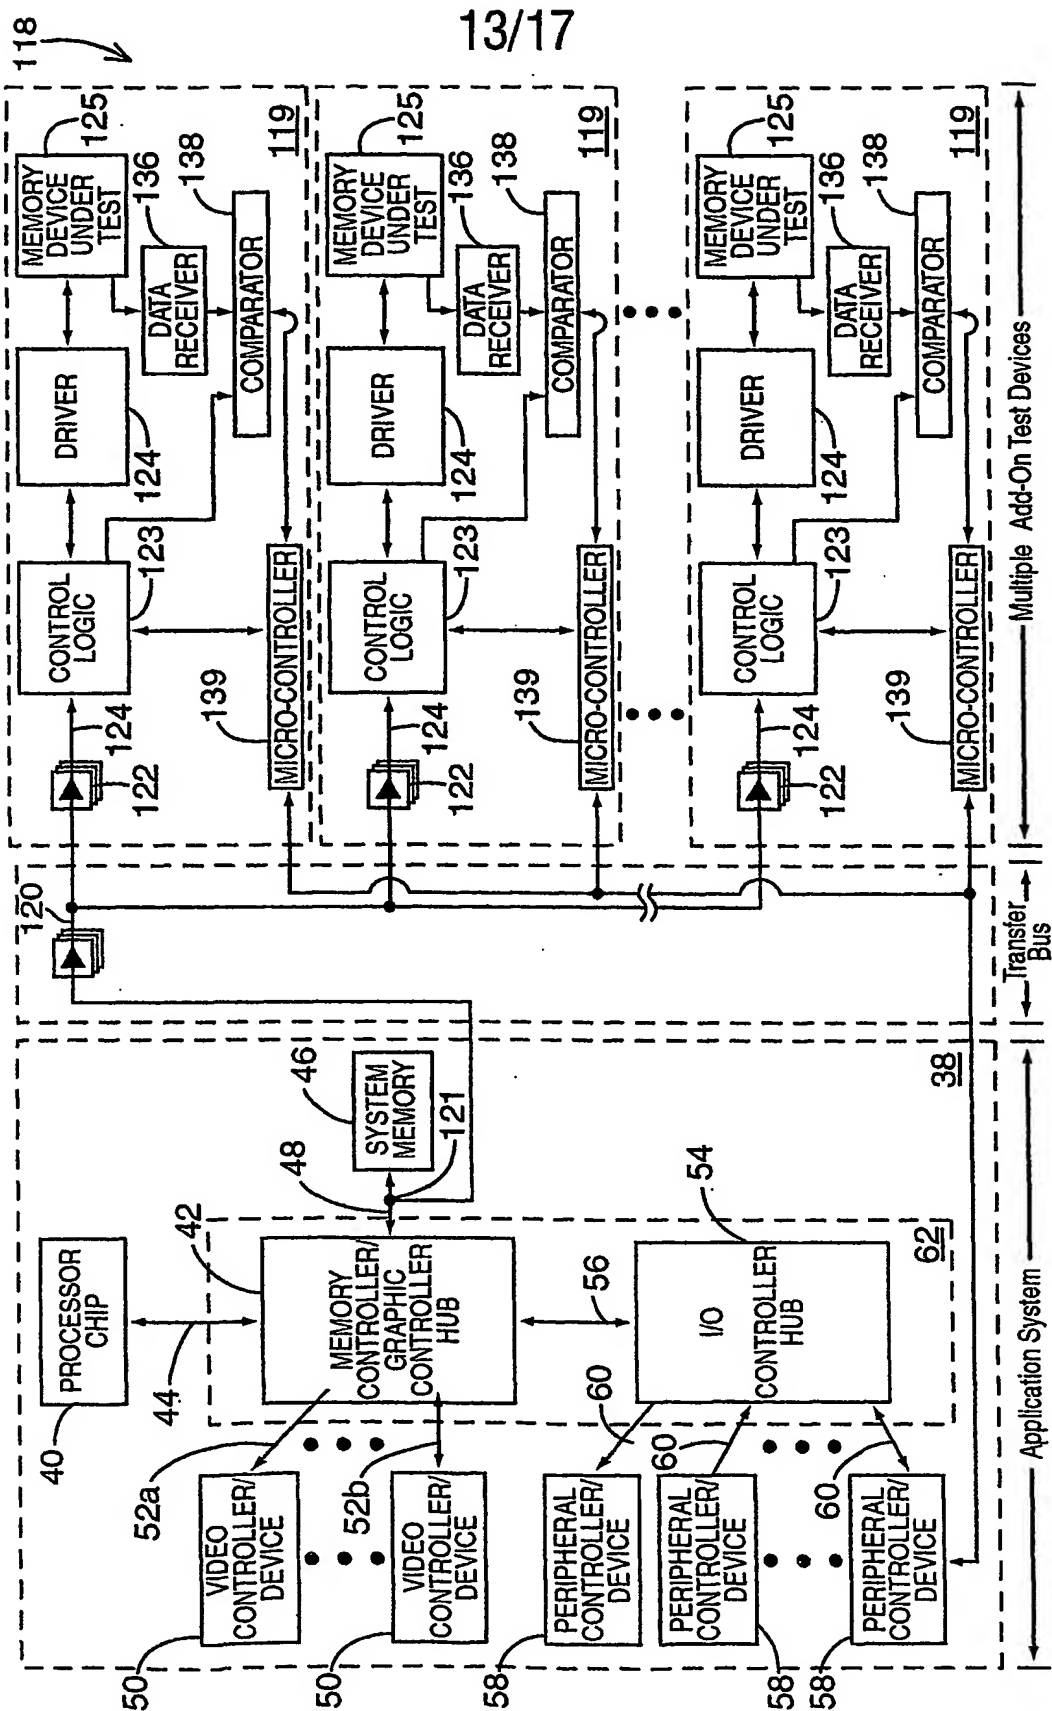 13/17
118
MEMORY
DEVICE
UNDER
TEST
125
DRIVER
124
DATA
RECEIVER
136
COMPARATOR
138
119
CONTROL
LOGIC
123
MICRO-CONTROLLER
139
124
122
MEMORY
DEVICE
UNDER
TEST
125
DRIVER
124
DATA
RECEIVER
136
COMPARATOR
138
119
CONTROL
LOGIC
123
MICRO-CONTROLLER
139
124
122
MEMORY
DEVICE
UNDER
TEST
125
DRIVER
124
DATA
RECEIVER
136
COMPARATOR
138
119
CONTROL
LOGIC
123
MICRO-CONTROLLER
139
124
122
Multiple Add-On Test Devices
120
Transfer
Bus
PROCESSOR
CHIP
40
44
42
MEMORY
CONTROLLER/
GRAPHIC
CONTROLLER
HUB
48
SYSTEM
MEMORY
46
121
56
54
I/O
CONTROLLER
HUB
62
38
52a
52b
VIDEO
CONTROLLER/
DEVICE
50
VIDEO
CONTROLLER/
DEVICE
50
60
60
60
PERIPHERAL
CONTROLLER/
DEVICE
58
PERIPHERAL
CONTROLLER/
DEVICE
58
PERIPHERAL
CONTROLLER/
DEVICE
58
Application System